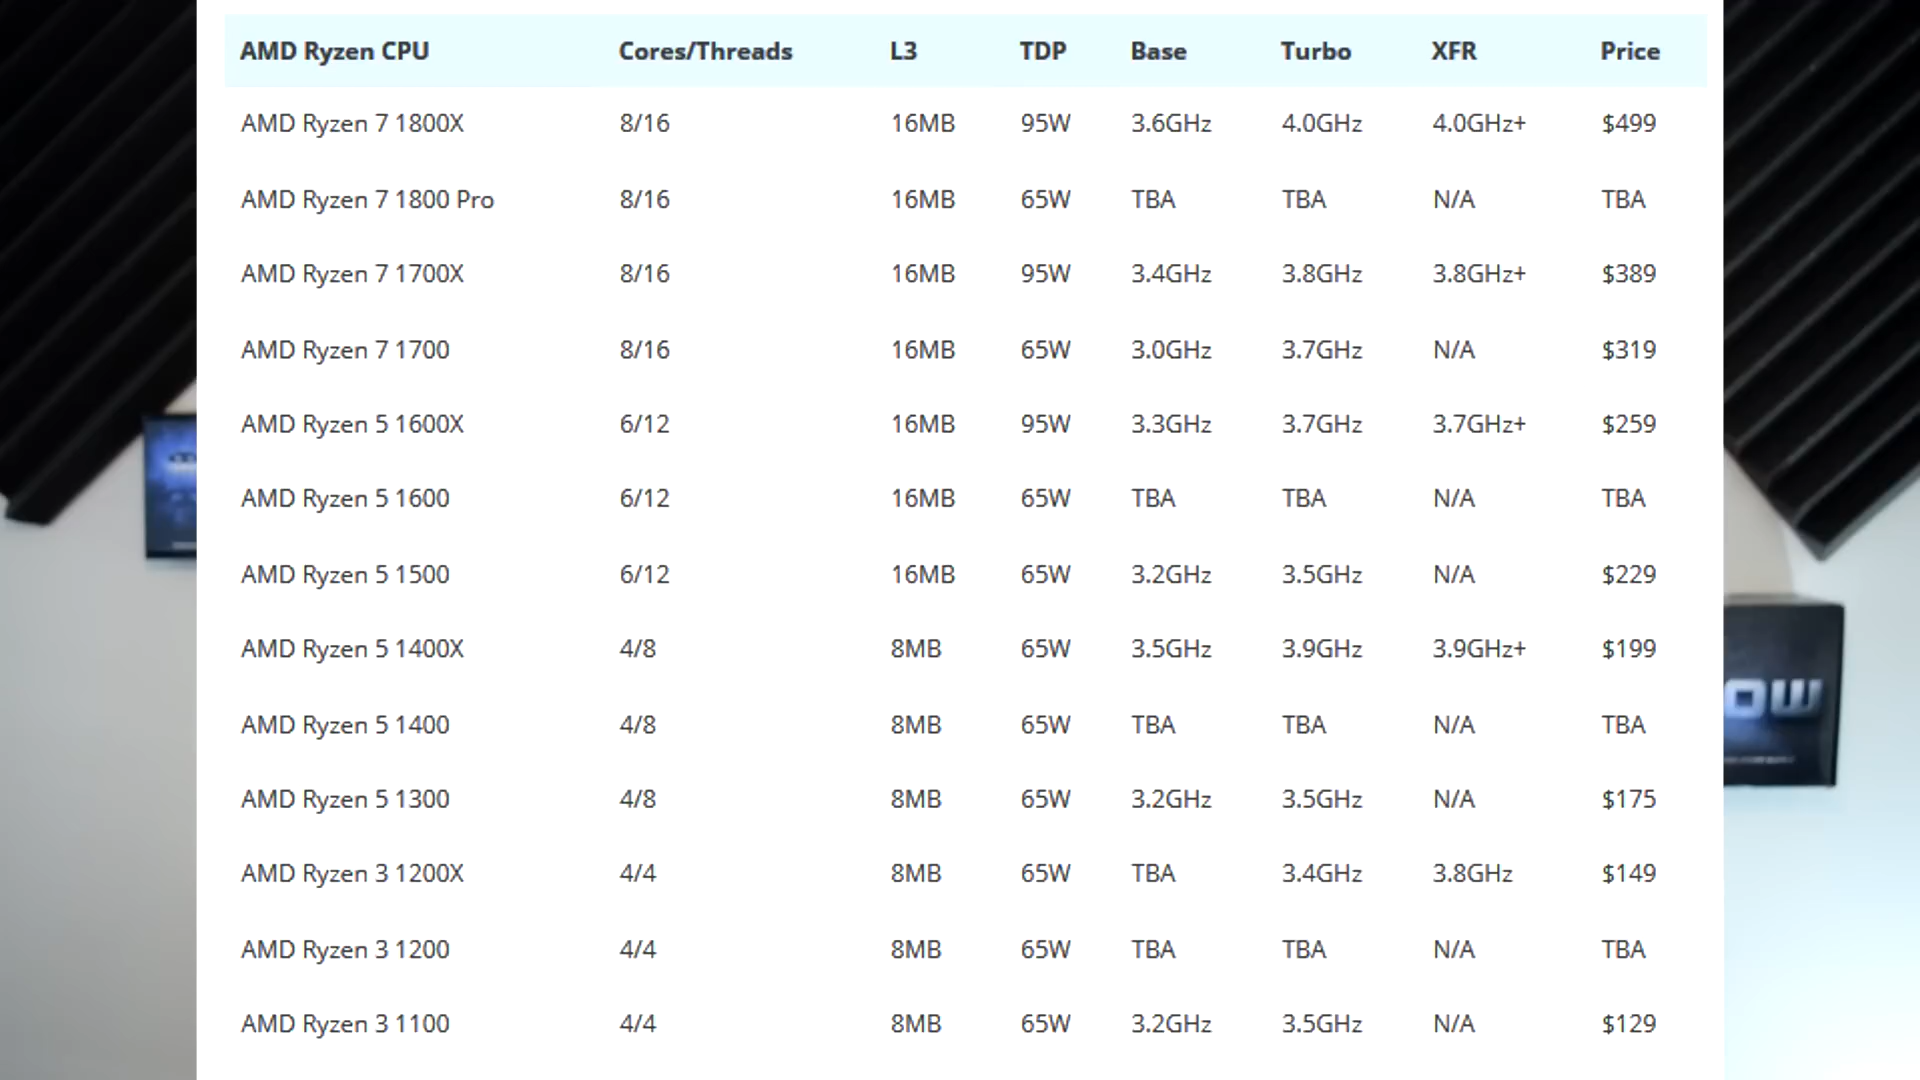 AMD Ryzen CPU Cores/Threads L3 TDP Base Turbo XFR Price
AMD Ryzen 7 1800X 8/16 16MB 95W 3.6GHz 4.0GHz 4.0GHz+ $499
AMD Ryzen 7 1800 Pro 8/16 16MB 65W TBA TBA N/A TBA
AMD Ryzen 7 1700X 8/16 16MB 95W 3.4GHz 3.8GHz 3.8GHz+ $389
AMD Ryzen 7 1700 8/16 16MB 65W 3.0GHz 3.7GHz N/A $319
AMD Ryzen 5 1600X 6/12 16MB 95W 3.3GHz 3.7GHz 3.7GHz+ $259
AMD Ryzen 5 1600 6/12 16MB 65W TBA TBA N/A TBA
AMD Ryzen 5 1500 6/12 16MB 65W 3.2GHz 3.5GHz N/A $229
AMD Ryzen 5 1400X 4/8 8MB 65W 3.5GHz 3.9GHz 3.9GHz+ $199
AMD Ryzen 5 1400 4/8 8MB 65W TBA TBA N/A TBA
OW
AMD Ryzen 5 1300 4/8 8MB 65W 3.2GHz 3.5GHz N/A $175
AMD Ryzen 3 1200X 4/4 8MB 65W TBA 3.4GHz 3.8GHz $149
AMD Ryzen 3 1200 4/4 8MB 65W TBA TBA N/A TBA
AMD Ryzen 3 1100 4/4 8MB 65W 3.2GHz 3.5GHz N/A $129